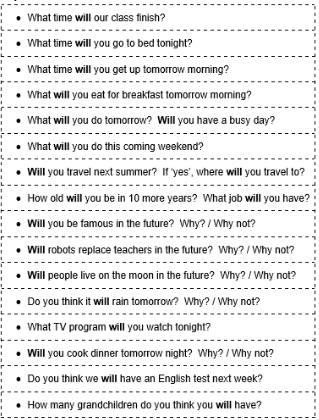 • What time will our class finish?
• What time will you go to bed tonight?
• What time will you get up tomorrow morning?
• What will you eat for breakfast tomorrow morning?
• What will you do tomorrow?  Will you have a busy day?
• What will you do this coming weekend?
• Will you travel next summer?  If 'yes', where will you travel to?
• How old will you be in 10 more years?  What job will you have?
• Will you be famous in the future?  Why? / Why not?
• Will robots replace teachers in the future?  Why? / Why not?
• Will people live on the moon in the future?  Why? / Why not?
• Do you think it will rain tomorrow?  Why? / Why not?
• What TV program will you watch tonight?
• Will you cook dinner tomorrow night?  Why? / Why not?
• Do you think we will have an English test next week?
• How many grandchildren do you think you will have?